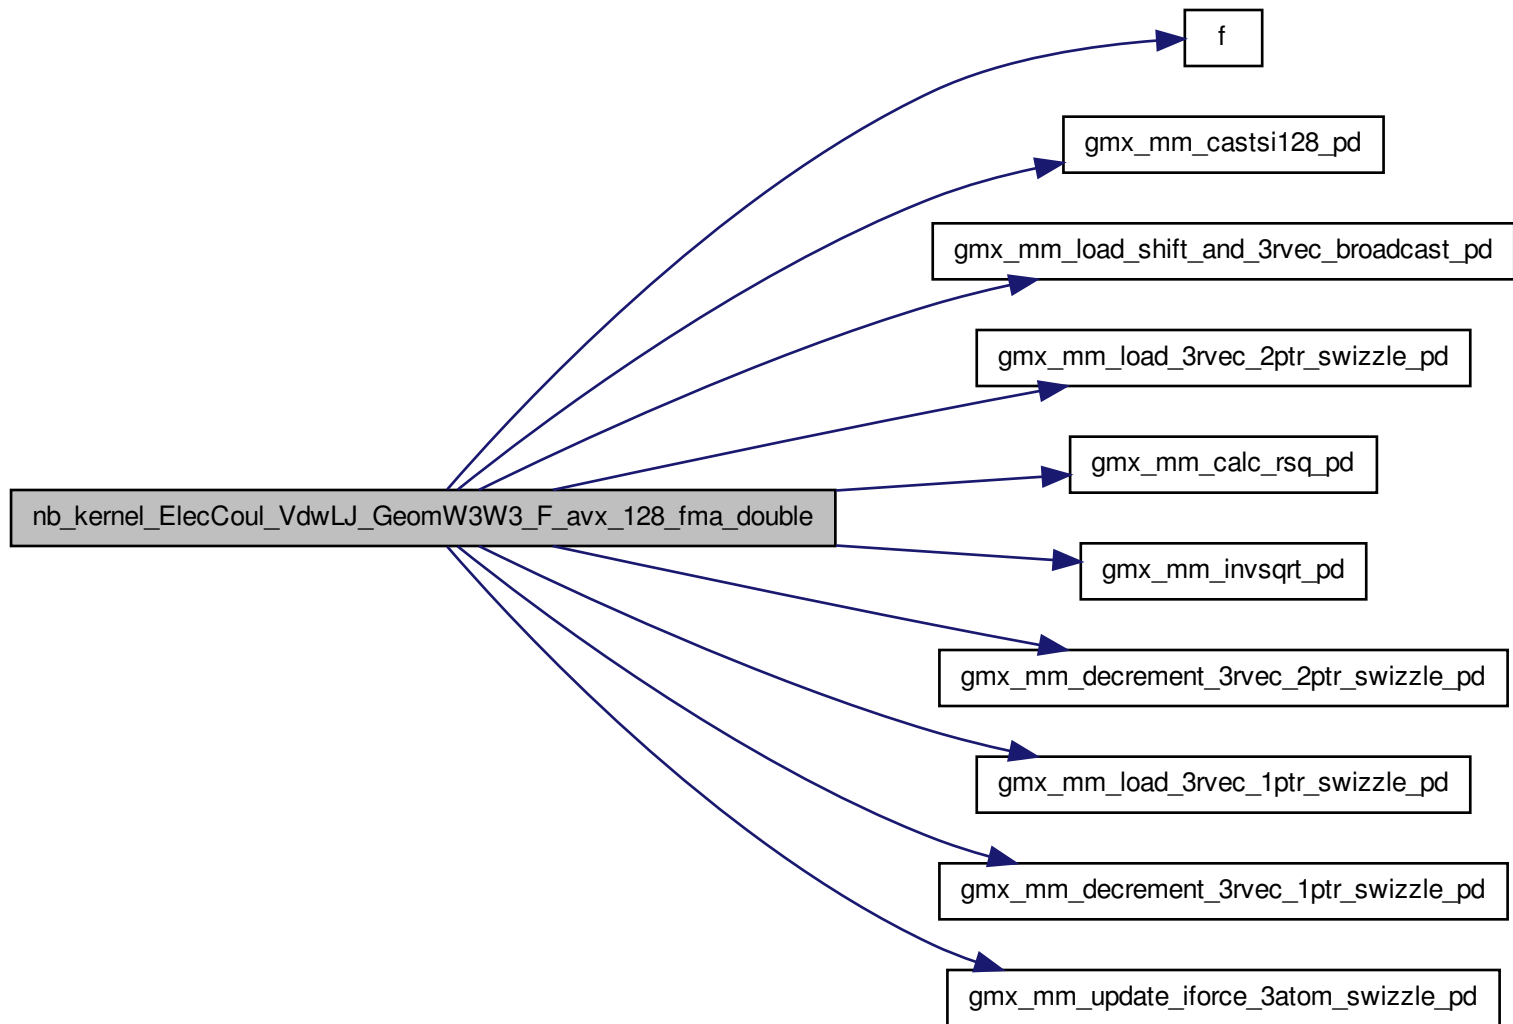 f
gmx_mm_castsi128_pd
gmx_mm_load_shift_and_3rvec_broadcast_pd
gmx_mm_load_3rvec_2ptr_swizzle_pd
gmx_mm_calc_rsq_pd
nb_kernel_ElecCoul_VdwLJ_GeomW3W3_F_avx_128_fma_double
gmx_mm_invsqrt_pd
gmx_mm_decrement_3rvec_2ptr_swizzle_pd
gmx_mm_load_3rvec_1ptr_swizzle_pd
gmx_mm_decrement_3rvec_1ptr_swizzle_pd
gmx_mm_update_iforce_3atom_swizzle_pd